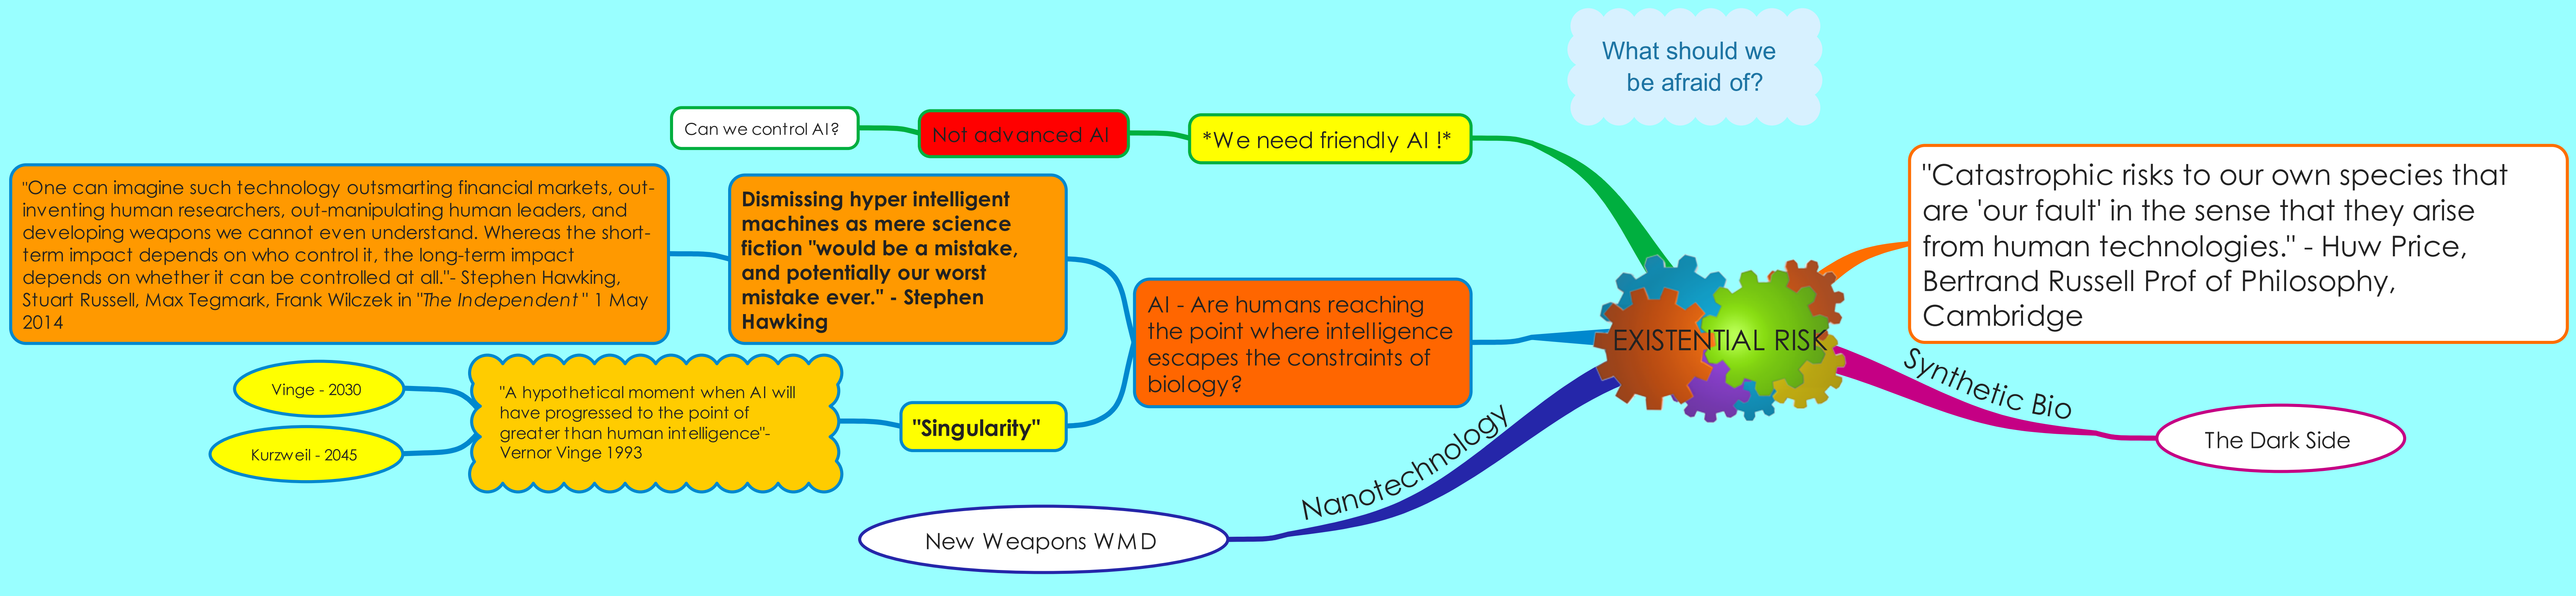 What should we
be afraid of?
Can we control AI?
Not advanced AI
*We need friendly AI !*
"One can imagine such technology outsmarting financial markets, out-
inventing human researchers, out-manipulating human leaders, and
developing weapons we cannot even understand. Whereas the short-
term impact depends on who control it, the long-term impact
depends on whether it can be controlled at all."- Stephen Hawking,
Stuart Russell, Max Tegmark, Frank Wilczek in "The Independent " 1 May
2014
Dismissing hyper intelligent
machines as mere science
fiction "would be a mistake,
and potentially our worst
mistake ever." - Stephen
Hawking
AI - Are humans reaching
the point where intelligence
escapes the constraints of
biology?
Vinge - 2030
Kurzweil - 2045
"A hypothetical moment when AI will
have progressed to the point of
greater than human intelligence"-
Vernor Vinge 1993
"Singularity"
EXISTENTIAL RISK
"Catastrophic risks to our own species that
are 'our fault' in the sense that they arise
from human technologies." - Huw Price,
Bertrand Russell Prof of Philosophy,
Cambridge
Synthetic Bio
The Dark Side
Nanotechnology
New Weapons WMD